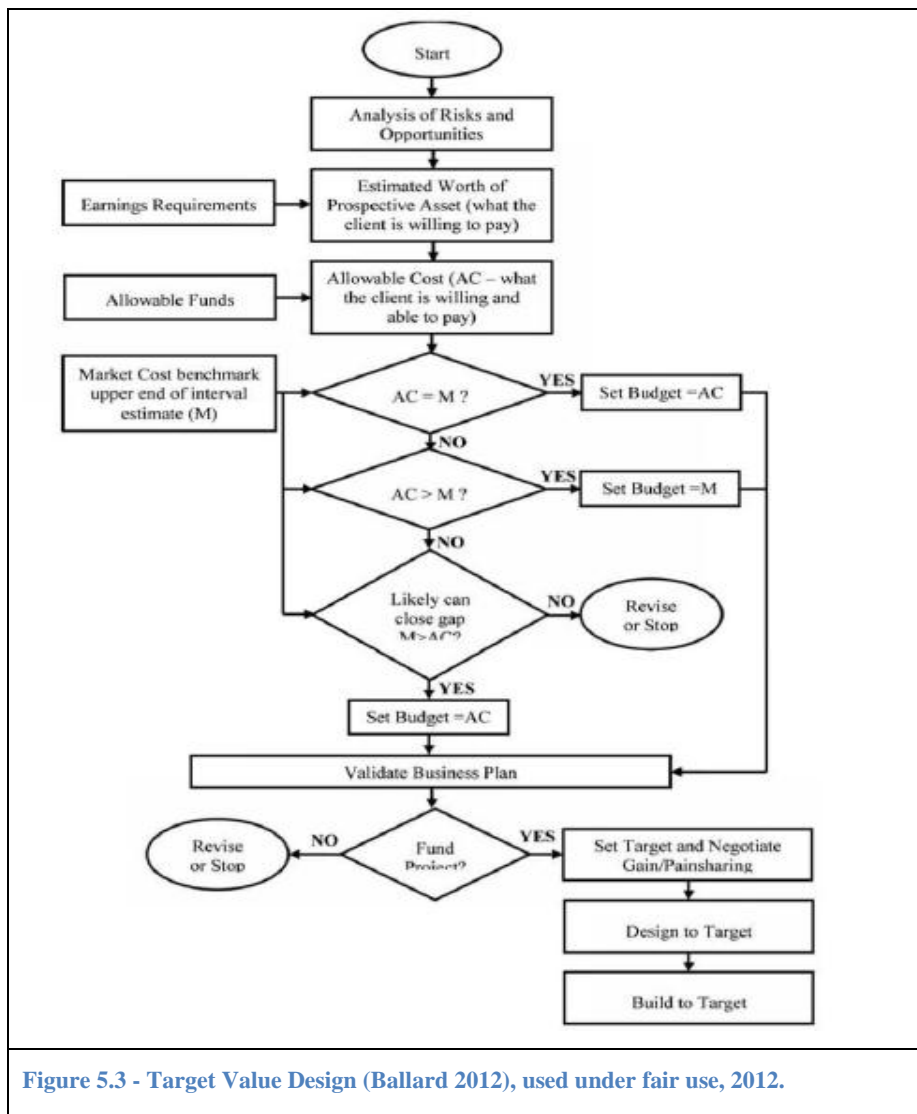 Start
Analysis of Risks and
Opportunities
Earnings Requirements
Estimated Worth of
Prospective Asset (what the
client is willing to pay)
Allowable Funds
Allowable Cost (AC – what
the client is willing and
able to pay)
Market Cost benchmark
upper end of interval
estimate (M)
AC = M ?
YES
Set Budget =AC
NO
AC > M ?
YES
Set Budget =M
NO
Likely can
close gap
M>AC?
NO
Revise
or Stop
YES
Set Budget =AC
Validate Business Plan
Revise
or Stop
NO
Fund
Project?
YES
Set Target and Negotiate
Gain/Painsharing
Design to Target
Build to Target
Figure 5.3 - Target Value Design (Ballard 2012), used under fair use, 2012.